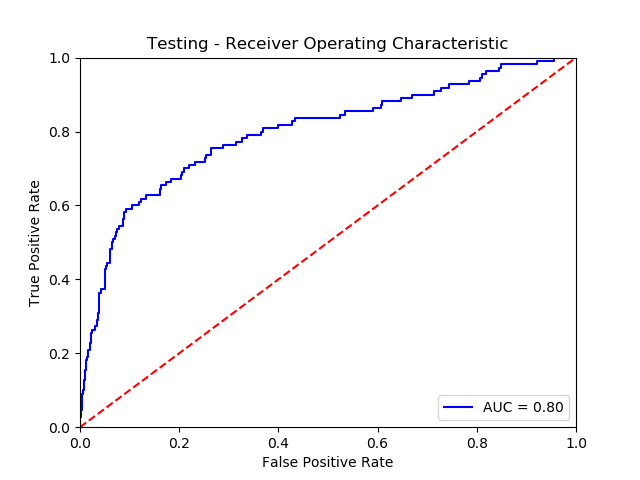 Testing - Receiver Operating Characteristic
1.0
0.8
0.6
0.4
0.2
0.0
True Positive Rate
AUC = 0.80
0.0 0.2 0.4 0.6 0.8 1.0
False Positive Rate